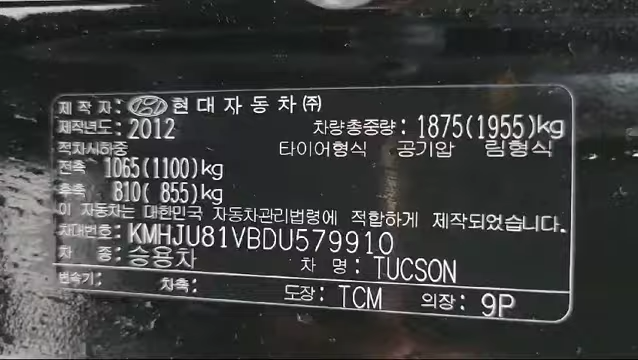 제 작 자: 현대자동차㈜
제작년도: 2012 차량총중량: 1875(1955)kg
적차시하중 타이어형식 공기압 림형식
전축 1065(1100)kg
후축 810( 855)kg
이 자동차는 대한민국 자동차관리법령에 적합하게 제작되었습니다.
차대번호: KMHJU81VBDU579910
차 종: 승용차 차 명: TUCSON
변속기: 차축: 도장: TCM 의장: 9P